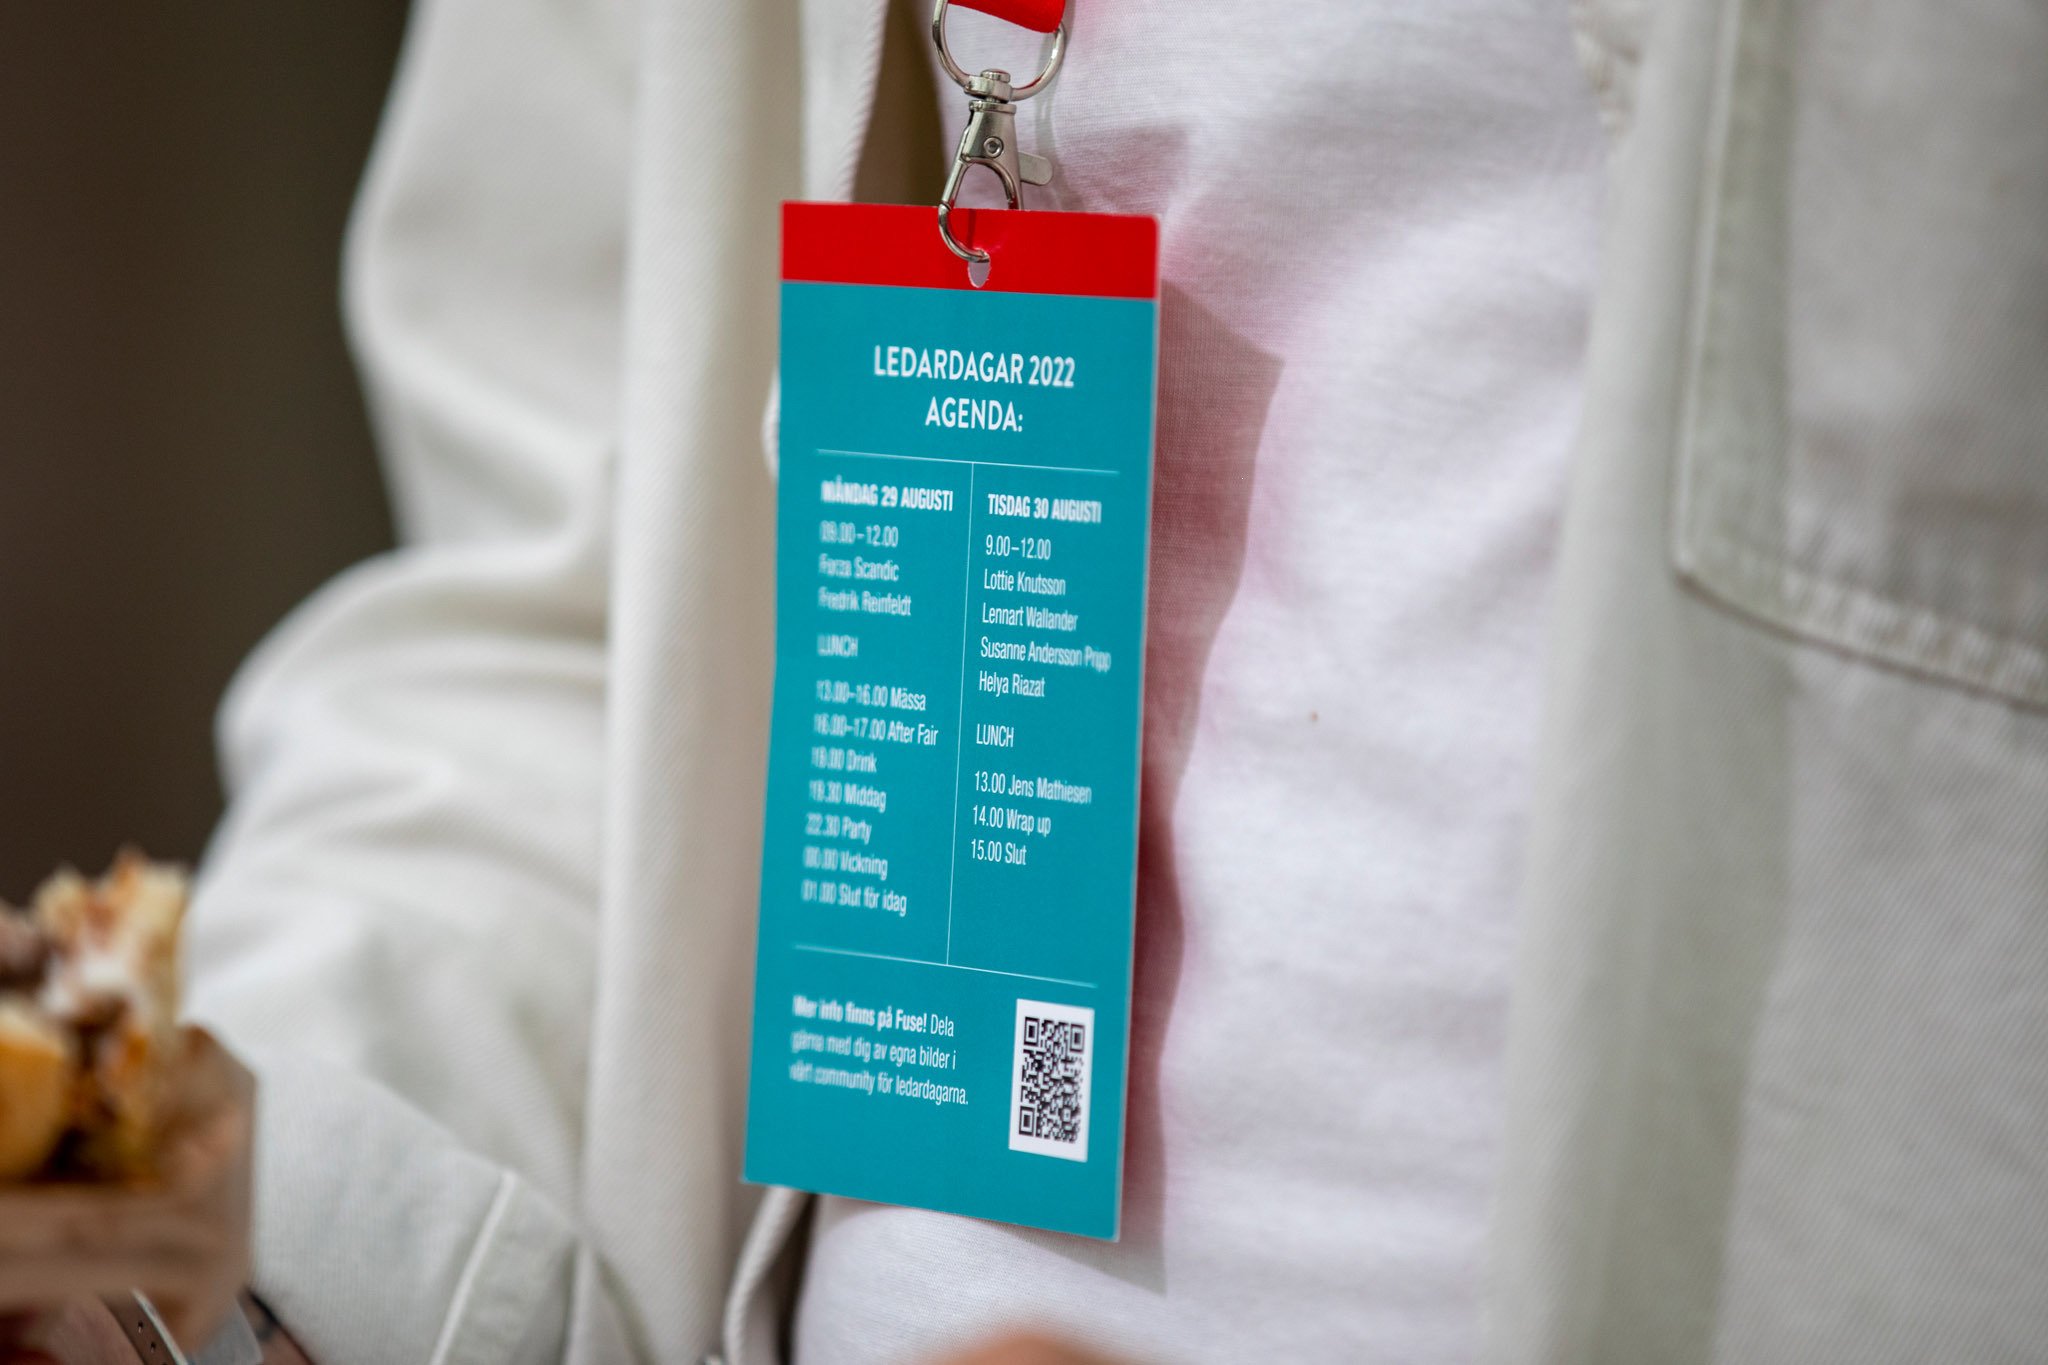 LEDARDAGAR 2022
AGENDA:
MÅNDAG 29 AUGUSTI
09.00–12.00
Forza Scandic
Fredrik Reinfeldt
LUNCH
13.00–16.00 Mässa
16.00–17.00 After Fair
19.00 Drink
19.30 Middag
22.30 Party
00.00 Vickning
01.00 Slut för idag
TISDAG 30 AUGUSTI
9.00–12.00
Lottie Knutsson
Lennart Wallander
Susanne Andersson Pripp
Helya Riazat
LUNCH
13.00 Jens Mathiesen
14.00 Wrap up
15.00 Slut
Mer info finns på Fuse! Dela
gärna med dig av egna bilder i
vårt community för ledardagarna.